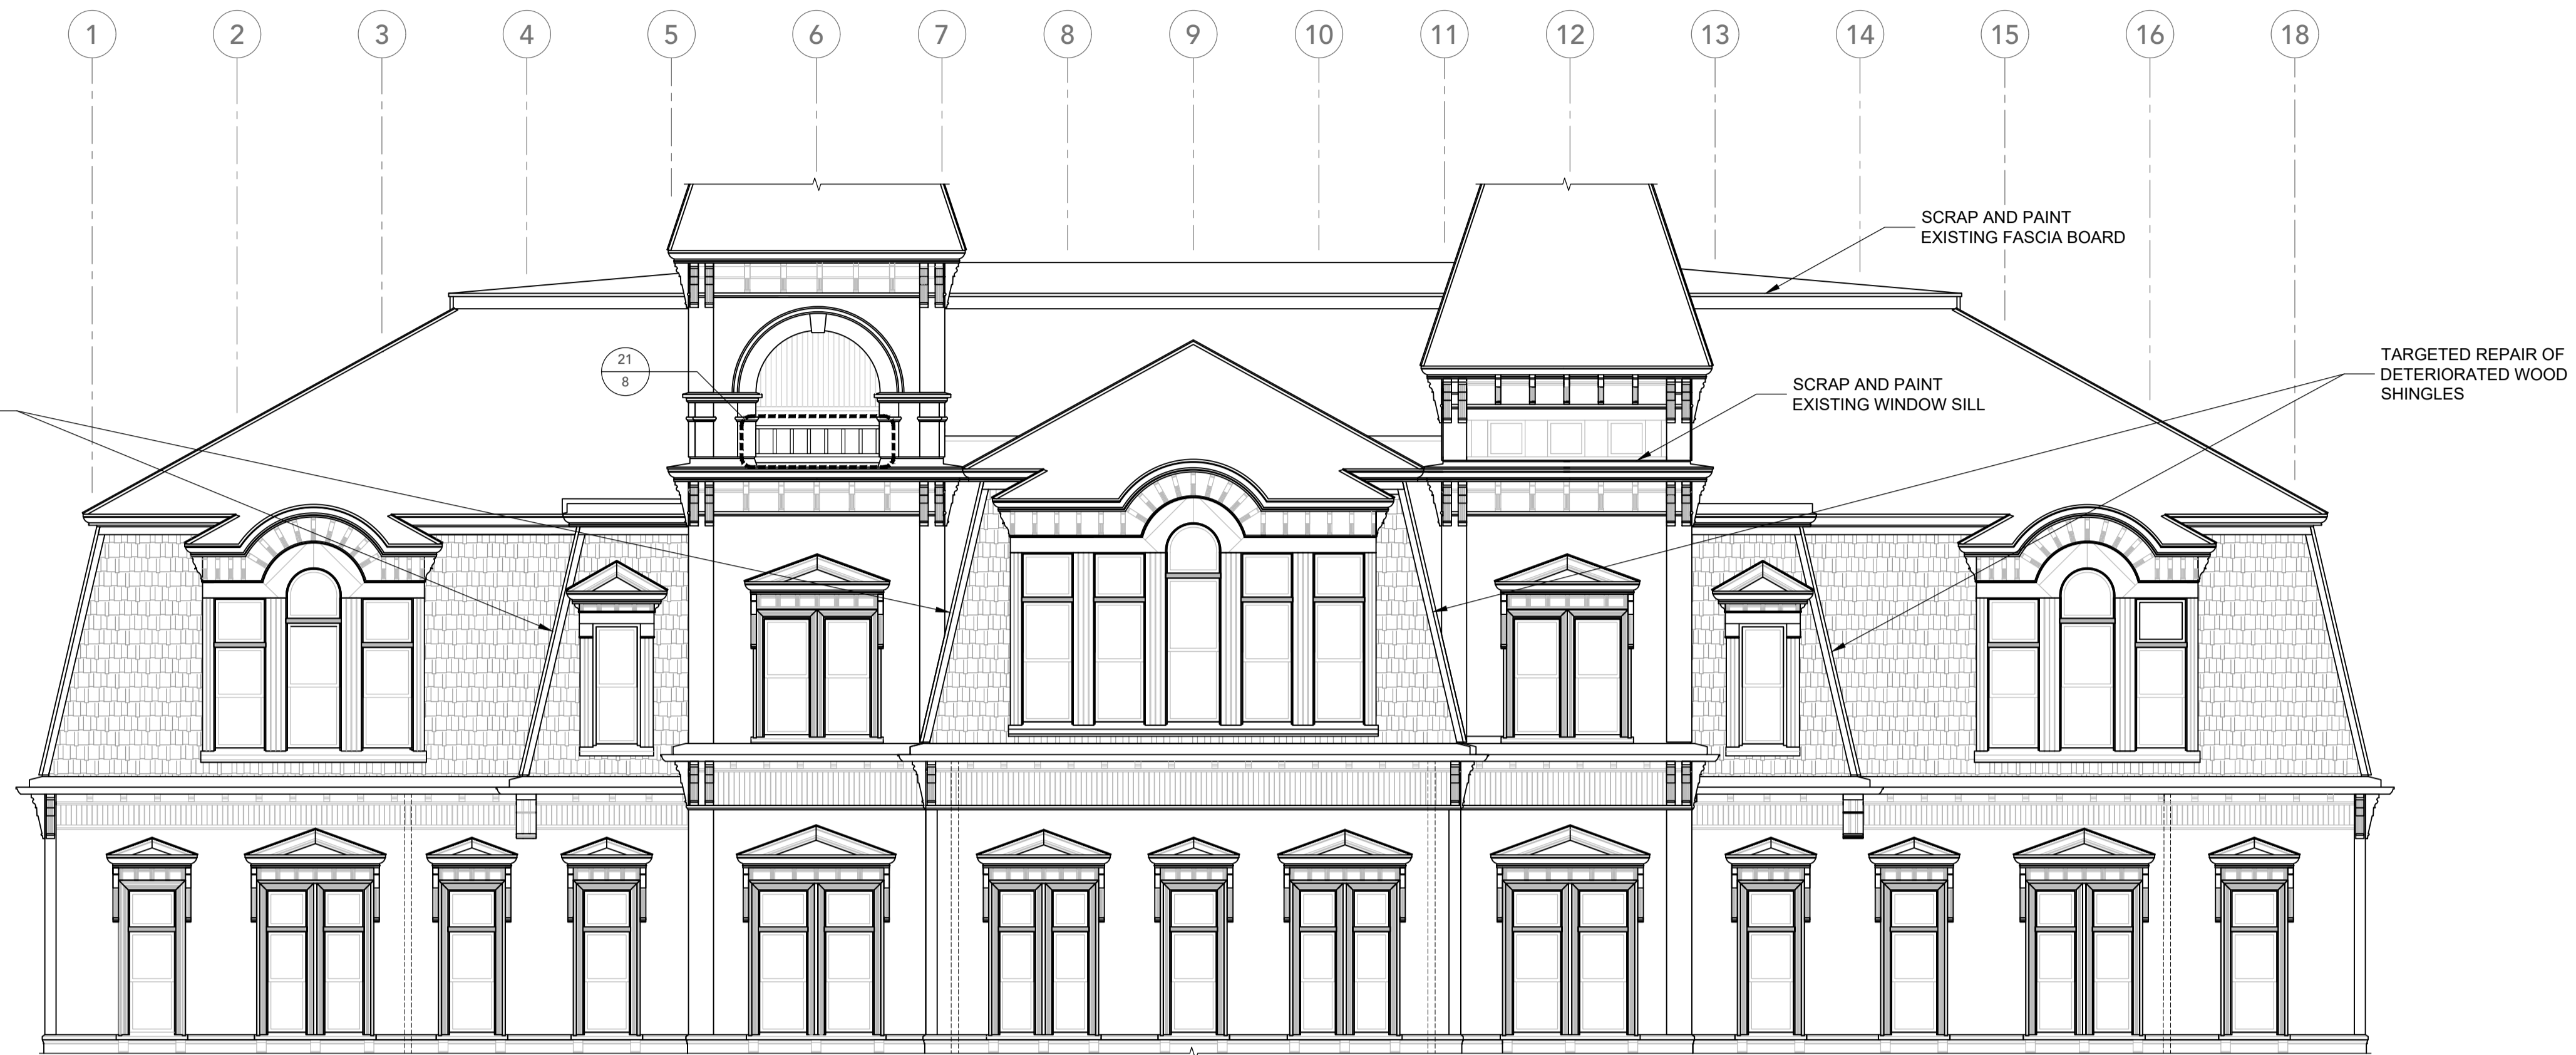 1 2 3 4 5 6 7 8 9 10 11 12 13 14 15 16 18
SCRAP AND PAINT
EXISTING FASCIA BOARD
21
8
TARGETED REPAIR OF
DETERIORATED WOOD
SHINGLES
SCRAP AND PAINT
EXISTING WINDOW SILL